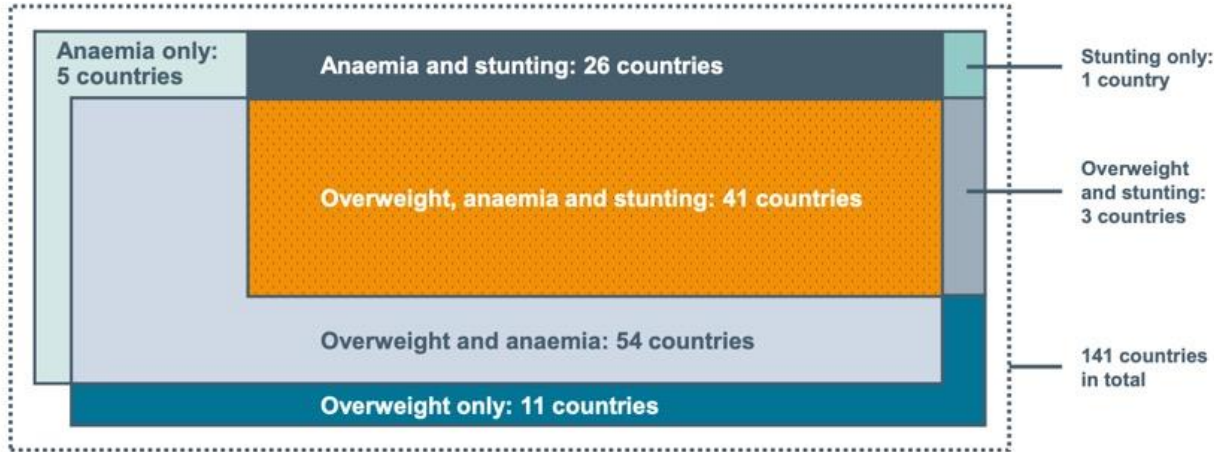 Anaemia only:
5 countries
Anaemia and stunting: 26 countries
Stunting only:
1 country
Overweight, anaemia and stunting: 41 countries
Overweight
and stunting:
3 countries
Overweight and anaemia: 54 countries
141 countries
in total
Overweight only: 11 countries